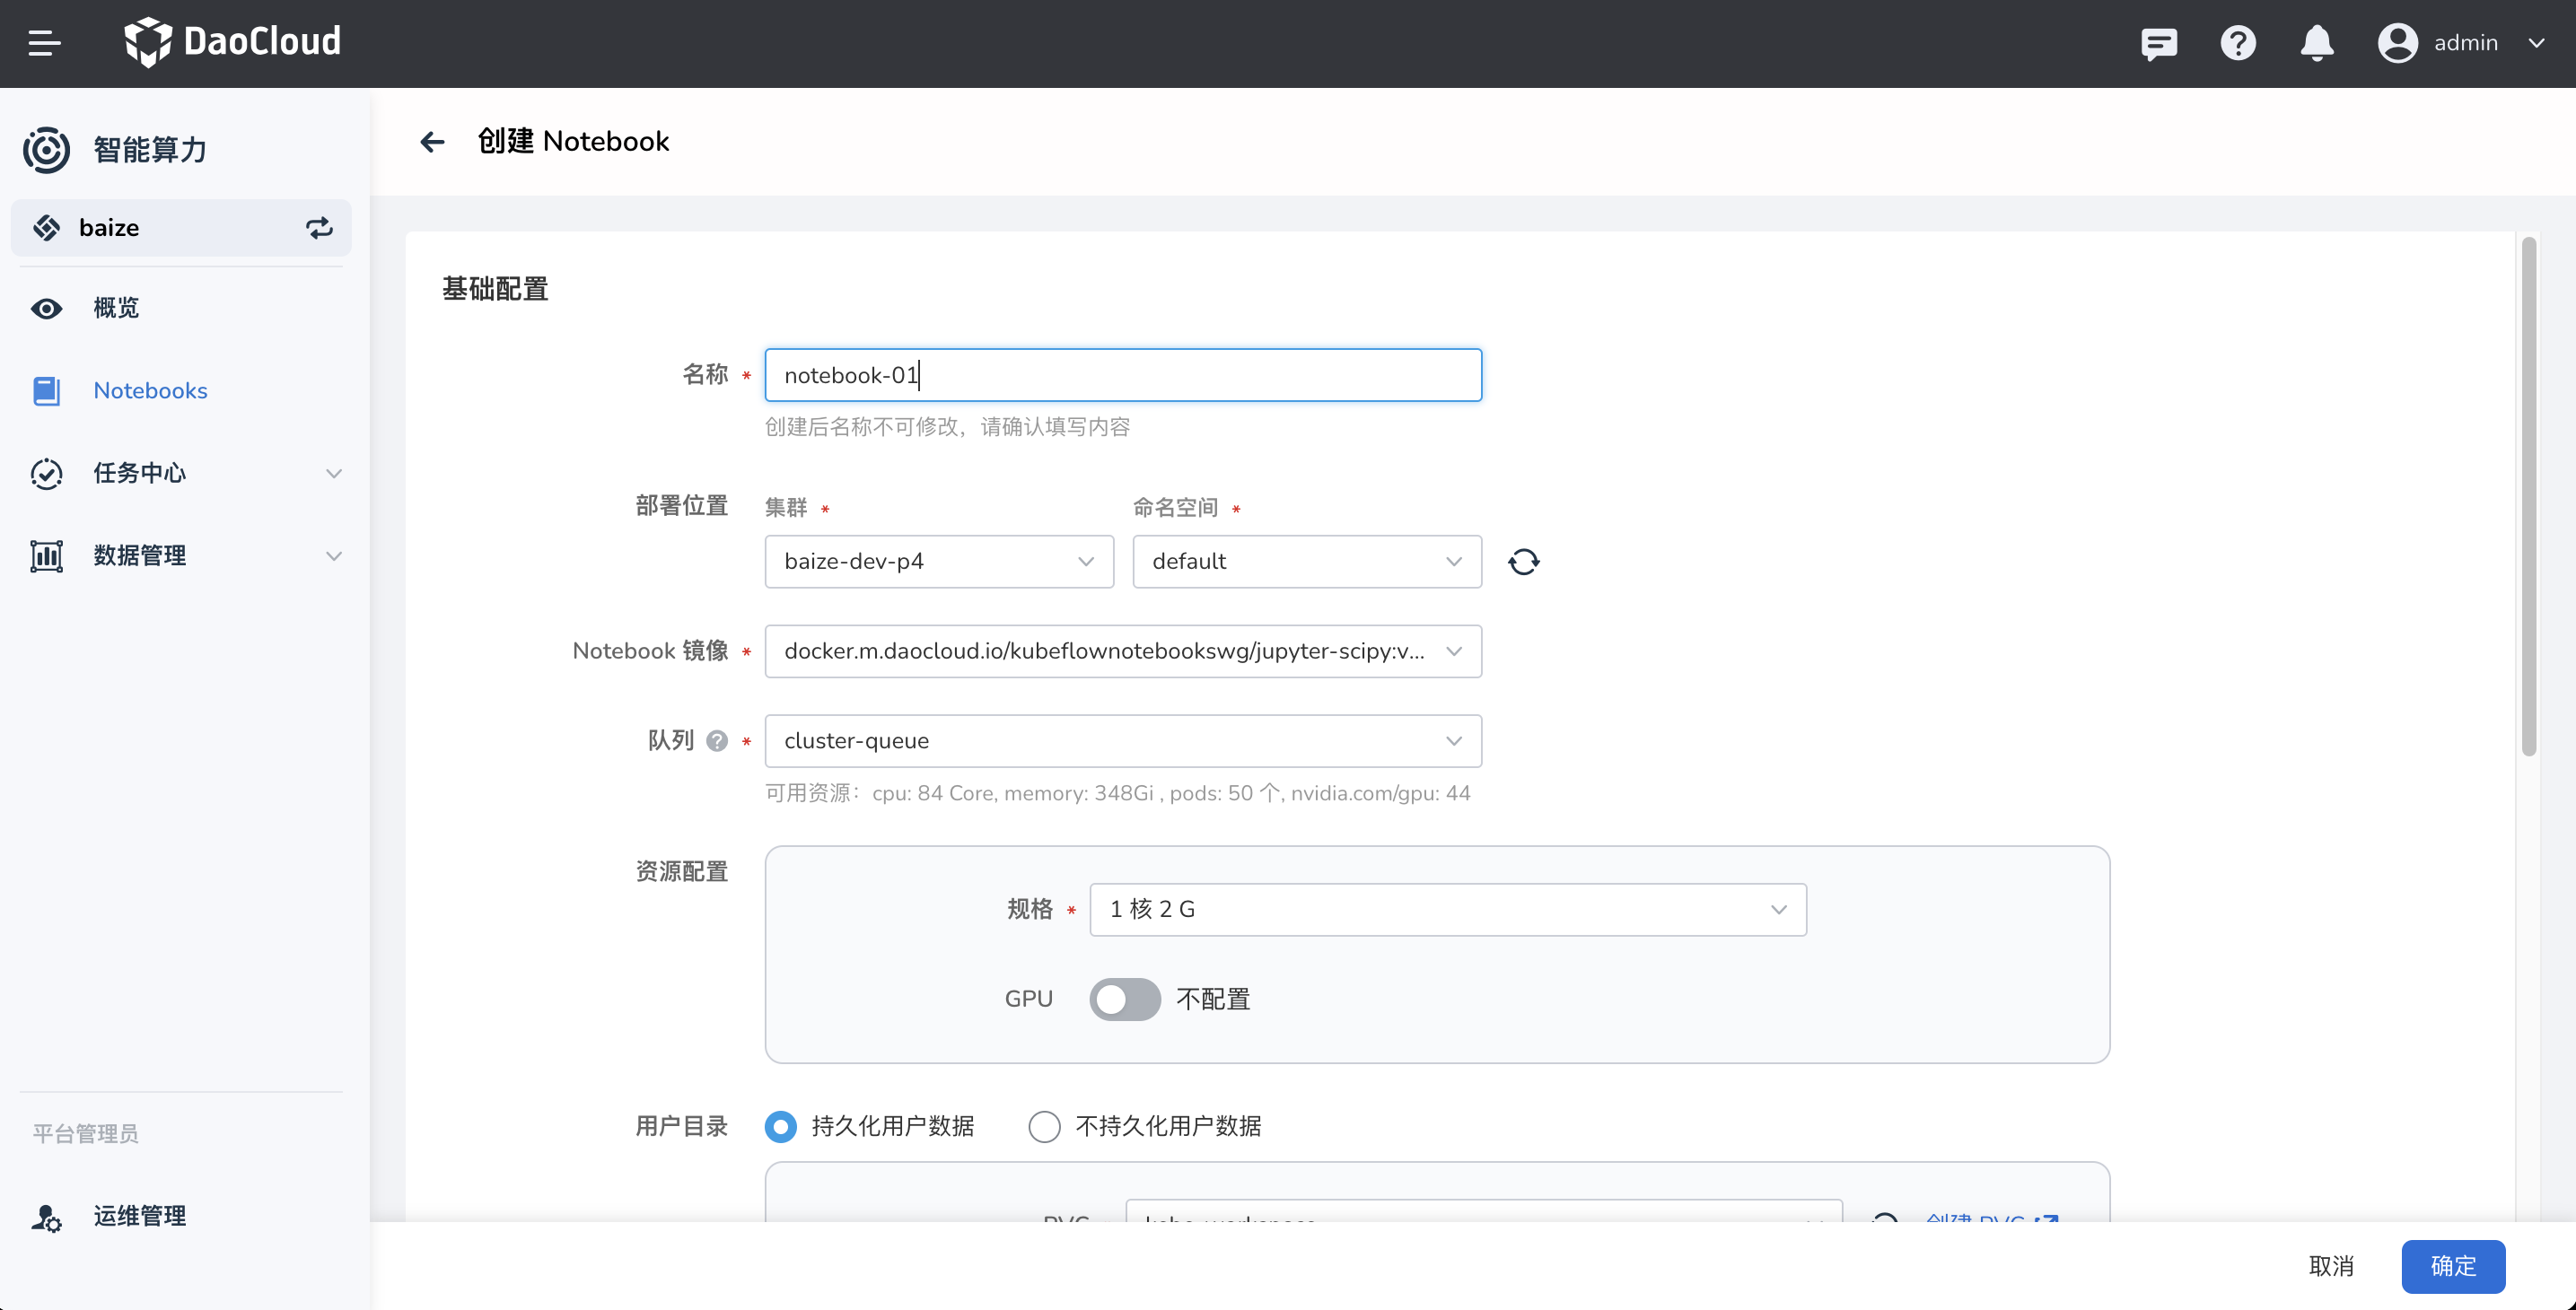 DaoCloud
admin
智能算力
baize
概览
Notebooks
任务中心
数据管理
平台管理员
运维管理
创建 Notebook
基础配置
名称 *
notebook-01
创建后名称不可修改，请确认填写内容
部署位置
集群 *
命名空间 *
baize-dev-p4
default
Notebook 镜像 *
docker.m.daocloud.io/kubeflownotebookswg/jupyter-scipy:v...
队列 *
cluster-queue
可用资源：cpu: 84 Core, memory: 348Gi , pods: 50 个, nvidia.com/gpu: 44
资源配置
规格 *
1 核 2 G
GPU
不配置
用户目录
持久化用户数据
不持久化用户数据
PVC
创建 PVC
取消
确定